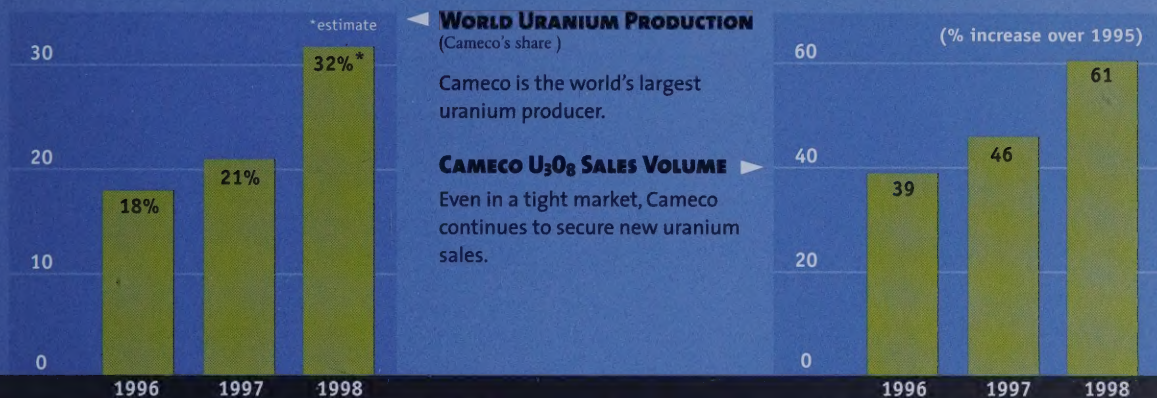 *estimate
30
20
10
0
18%
21%
32%*
1996 1997 1998
WORLD URANIUM PRODUCTION
(Cameco's share )
Cameco is the world's largest
uranium producer.
CAMECO U₃O₈ SALES VOLUME
Even in a tight market, Cameco
continues to secure new uranium
sales.
(% increase over 1995)
60
40
20
0
39
46
61
1996 1997 1998